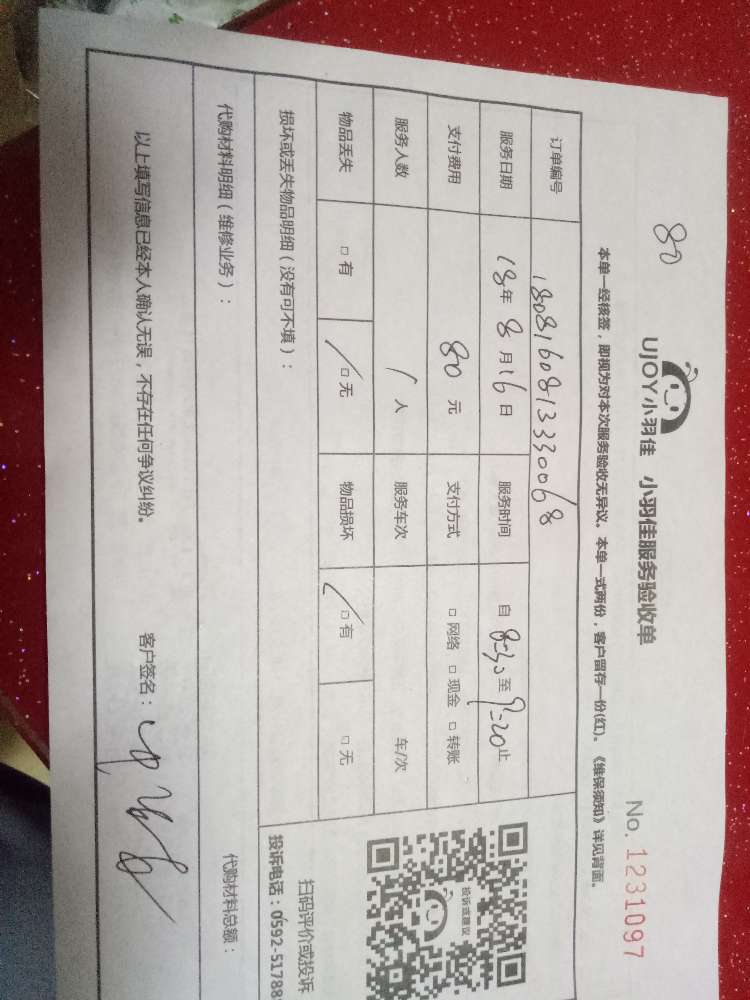 80
UJOY小羽佳 小羽佳服务验收单 No.1231097
本单一经核签，即视为对本次服务验收无异议。本单一式两份，客户留存一份(红)。《维保须知》详见背面。
订单编号 1808160813330068
服务日期 18年 8月16日 服务时间 自 8:30 至 9:20 止
支付费用 80元 支付方式 □网络 □现金 □转账
服务人数 1人 服务车次 车/次
物品丢失 □有 □无 物品损坏 □有 □无
损坏或丢失物品明细（没有可不填）：
投诉或建议
扫码评价或投诉
投诉电话：0592-51788
代购材料明细（维修业务）： 代购材料总额：
以上填写信息已经本人确认无误，不存在任何争议纠纷。 客户签名：